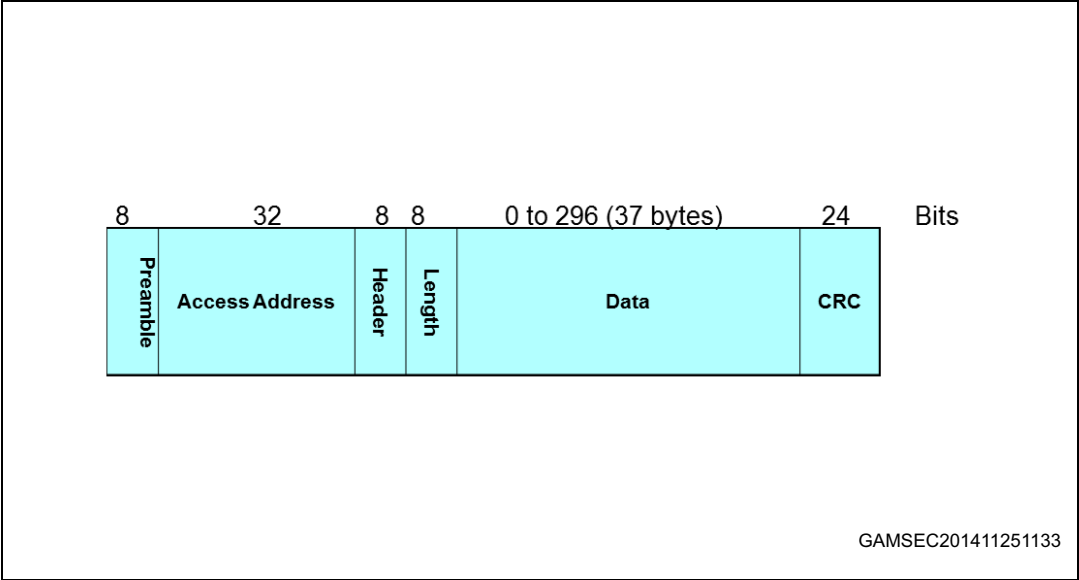 8 32 8 8 0 to 296 (37 bytes) 24 Bits
Preamble Access Address Header Length Data CRC
GAMSEC201411251133